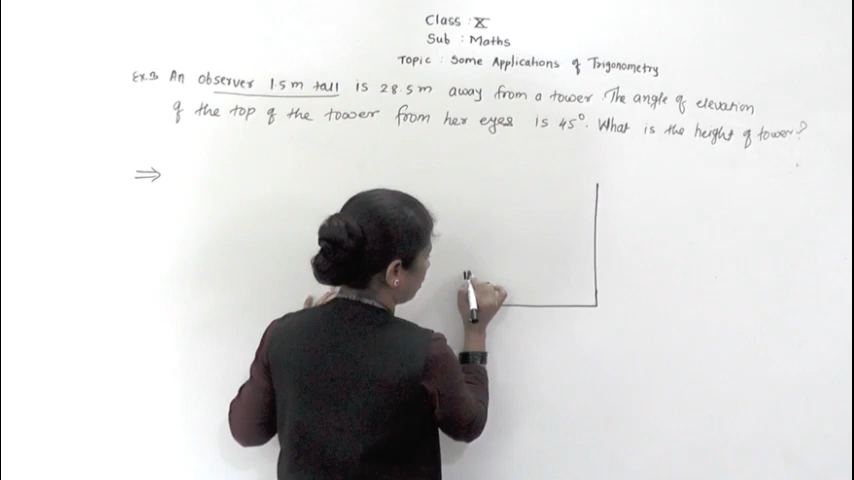 Class : X
Sub : Maths
Topic : Some Applications of Trigonometry
Ex.3 An observer 1.5m tall is 28.5m away from a tower. The angle of elevation
of the top of the tower from her eyes is 45°. What is the height of tower?
⇒